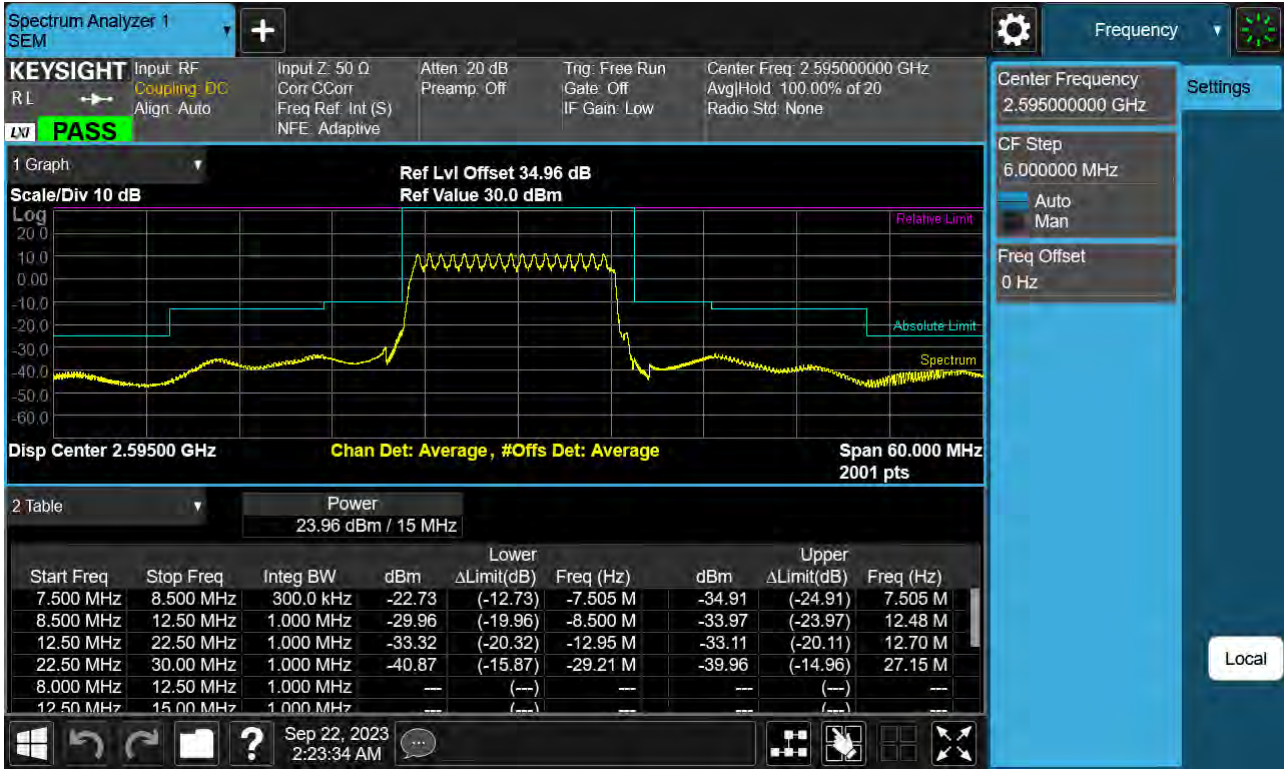 Spectrum Analyzer 1
SEM
Frequency
KEYSIGHT
R L
LXI
PASS
Input: RF
Coupling: DC
Align: Auto
Input Z: 50 Ω
Corr CCorr
Freq Ref: Int (S)
NFE: Adaptive
Atten: 20 dB
Preamp: Off
Trig: Free Run
Gate: Off
IF Gain: Low
Center Freq: 2.595000000 GHz
Avg|Hold: 100.00% of 20
Radio Std: None
Center Frequency
2.595000000 GHz
Settings
CF Step
6.000000 MHz
Auto
Man
Freq Offset
0 Hz
1 Graph
Scale/Div 10 dB
Ref Lvl Offset 34.96 dB
Ref Value 30.0 dBm
Log
20.0
10.0
0.00
-10.0
-20.0
-30.0
-40.0
-50.0
-60.0
Relative Limit
Absolute Limit
Spectrum
Disp Center 2.59500 GHz
Chan Det: Average , #Offs Det: Average
Span 60.000 MHz
2001 pts
2 Table
Power
23.96 dBm / 15 MHz
Lower Upper
Start Freq Stop Freq Integ BW dBm ΔLimit(dB) Freq (Hz) dBm ΔLimit(dB) Freq (Hz)
7.500 MHz 8.500 MHz 300.0 kHz -22.73 (-12.73) -7.505 M -34.91 (-24.91) 7.505 M
8.500 MHz 12.50 MHz 1.000 MHz -29.96 (-19.96) -8.500 M -33.97 (-23.97) 12.48 M
12.50 MHz 22.50 MHz 1.000 MHz -33.32 (-20.32) -12.95 M -33.11 (-20.11) 12.70 M
22.50 MHz 30.00 MHz 1.000 MHz -40.87 (-15.87) -29.21 M -39.96 (-14.96) 27.15 M
8.000 MHz 12.50 MHz 1.000 MHz --- (---) --- --- (---) ---
12.50 MHz 15.00 MHz 1.000 MHz --- (---) --- --- (---) ---
Local
?
Sep 22, 2023
2:23:34 AM